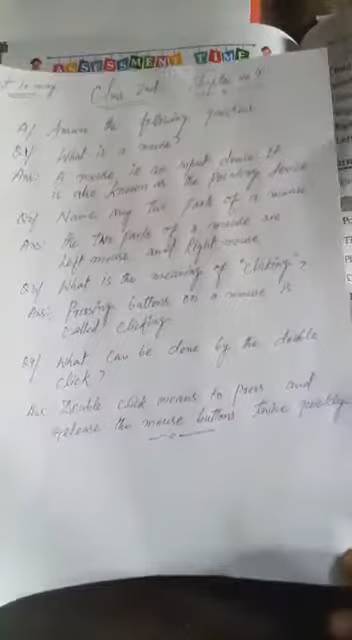 ASSESSMENT TIME
Class 2nd Chapter no 4
A/ Answer the following questions
Q1/ What is a mouse?
Ans: A mouse is an input device. It
is also known as the pointing device
Q2/ Name any two parts of a mouse
Ans: the two parts of a mouse are
Left mouse and Right mouse
Q3/ What is the meaning of "clicking"?
Ans: Pressing buttons on a mouse is
called clicking
Q4/ What can be done by the double
click?
Ans Double click means to press and
release the mouse buttons twice quickly